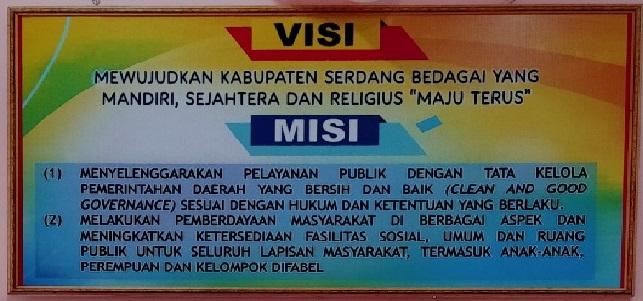 VISI
MEWUJUDKAN KABUPATEN SERDANG BEDAGAI YANG
MANDIRI, SEJAHTERA DAN RELIGIUS "MAJU TERUS"
MISI
(1) MENYELENGGARAKAN PELAYANAN PUBLIK DENGAN TATA KELOLA
PEMERINTAHAN DAERAH YANG BERSIH DAN BAIK (CLEAN AND GOOD
GOVERNANCE) SESUAI DENGAN HUKUM DAN KETENTUAN YANG BERLAKU.
(2) MELAKUKAN PEMBERDAYAAN MASYARAKAT DI BERBAGAI ASPEK DAN
MENINGKATKAN KETERSEDIAAN FASILITAS SOSIAL, UMUM DAN RUANG
PUBLIK UNTUK SELURUH LAPISAN MASYARAKAT, TERMASUK ANAK-ANAK,
PEREMPUAN DAN KELOMPOK DIFABEL